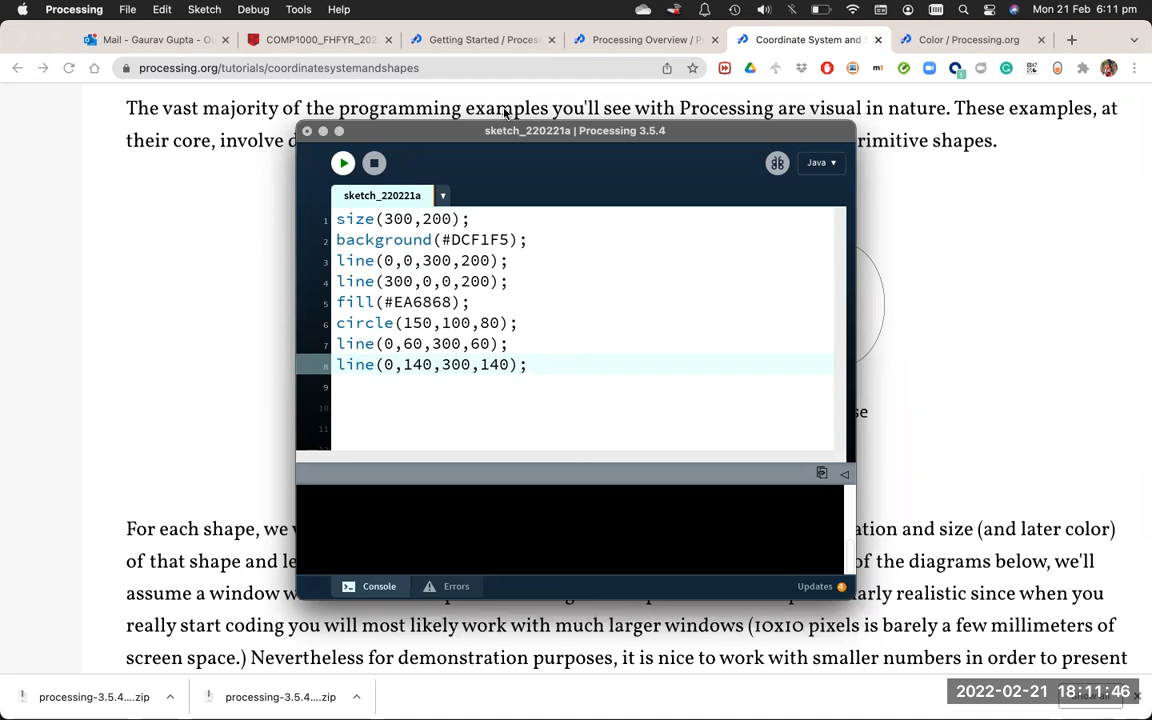 Processing File Edit Sketch Debug Tools Help Mon 21 Feb 6:11 pm
Mail - Gaurav Gupta - Ou COMP1000_FHFYR_202 Getting Started / Process Processing Overview / P Coordinate System and S Color / Processing.org
processing.org/tutorials/coordinatesystemandshapes
The vast majority of the programming examples you'll see with Processing are visual in nature. These examples, at
their core, involve d
rimitive shapes.
sketch_220221a | Processing 3.5.4
Java
sketch_220221a
1 size(300,200);
2 background(#DCF1F5);
3 line(0,0,300,200);
4 line(300,0,0,200);
5 fill(#EA6868);
6 circle(150,100,80);
7 line(0,60,300,60);
8 line(0,140,300,140);
9
10
11
se
Console Errors Updates 4
For each shape, we w
ation and size (and later color)
of that shape and le
of the diagrams below, we'll
assume a window w
larly realistic since when you
really start coding you will most likely work with much larger windows (10x10 pixels is barely a few millimeters of
screen space.) Nevertheless for demonstration purposes, it is nice to work with smaller numbers in order to present
processing-3.5.4....zip processing-3.5.4....zip
2022-02-21 18:11:46